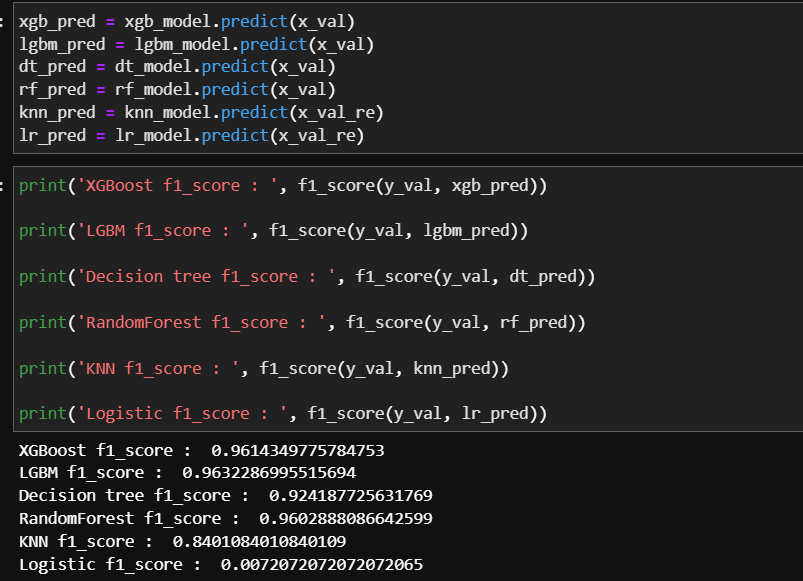 : xgb_pred = xgb_model.predict(x_val)
lgbm_pred = lgbm_model.predict(x_val)
dt_pred = dt_model.predict(x_val)
rf_pred = rf_model.predict(x_val)
knn_pred = knn_model.predict(x_val_re)
lr_pred = lr_model.predict(x_val_re)
: print('XGBoost f1_score : ', f1_score(y_val, xgb_pred))
print('LGBM f1_score : ', f1_score(y_val, lgbm_pred))
print('Decision tree f1_score : ', f1_score(y_val, dt_pred))
print('RandomForest f1_score : ', f1_score(y_val, rf_pred))
print('KNN f1_score : ', f1_score(y_val, knn_pred))
print('Logistic f1_score : ', f1_score(y_val, lr_pred))
XGBoost f1_score :  0.9614349775784753
LGBM f1_score :  0.9632286995515694
Decision tree f1_score :  0.924187725631769
RandomForest f1_score :  0.9602888086642599
KNN f1_score :  0.8401084010840109
Logistic f1_score :  0.0072072072072072065